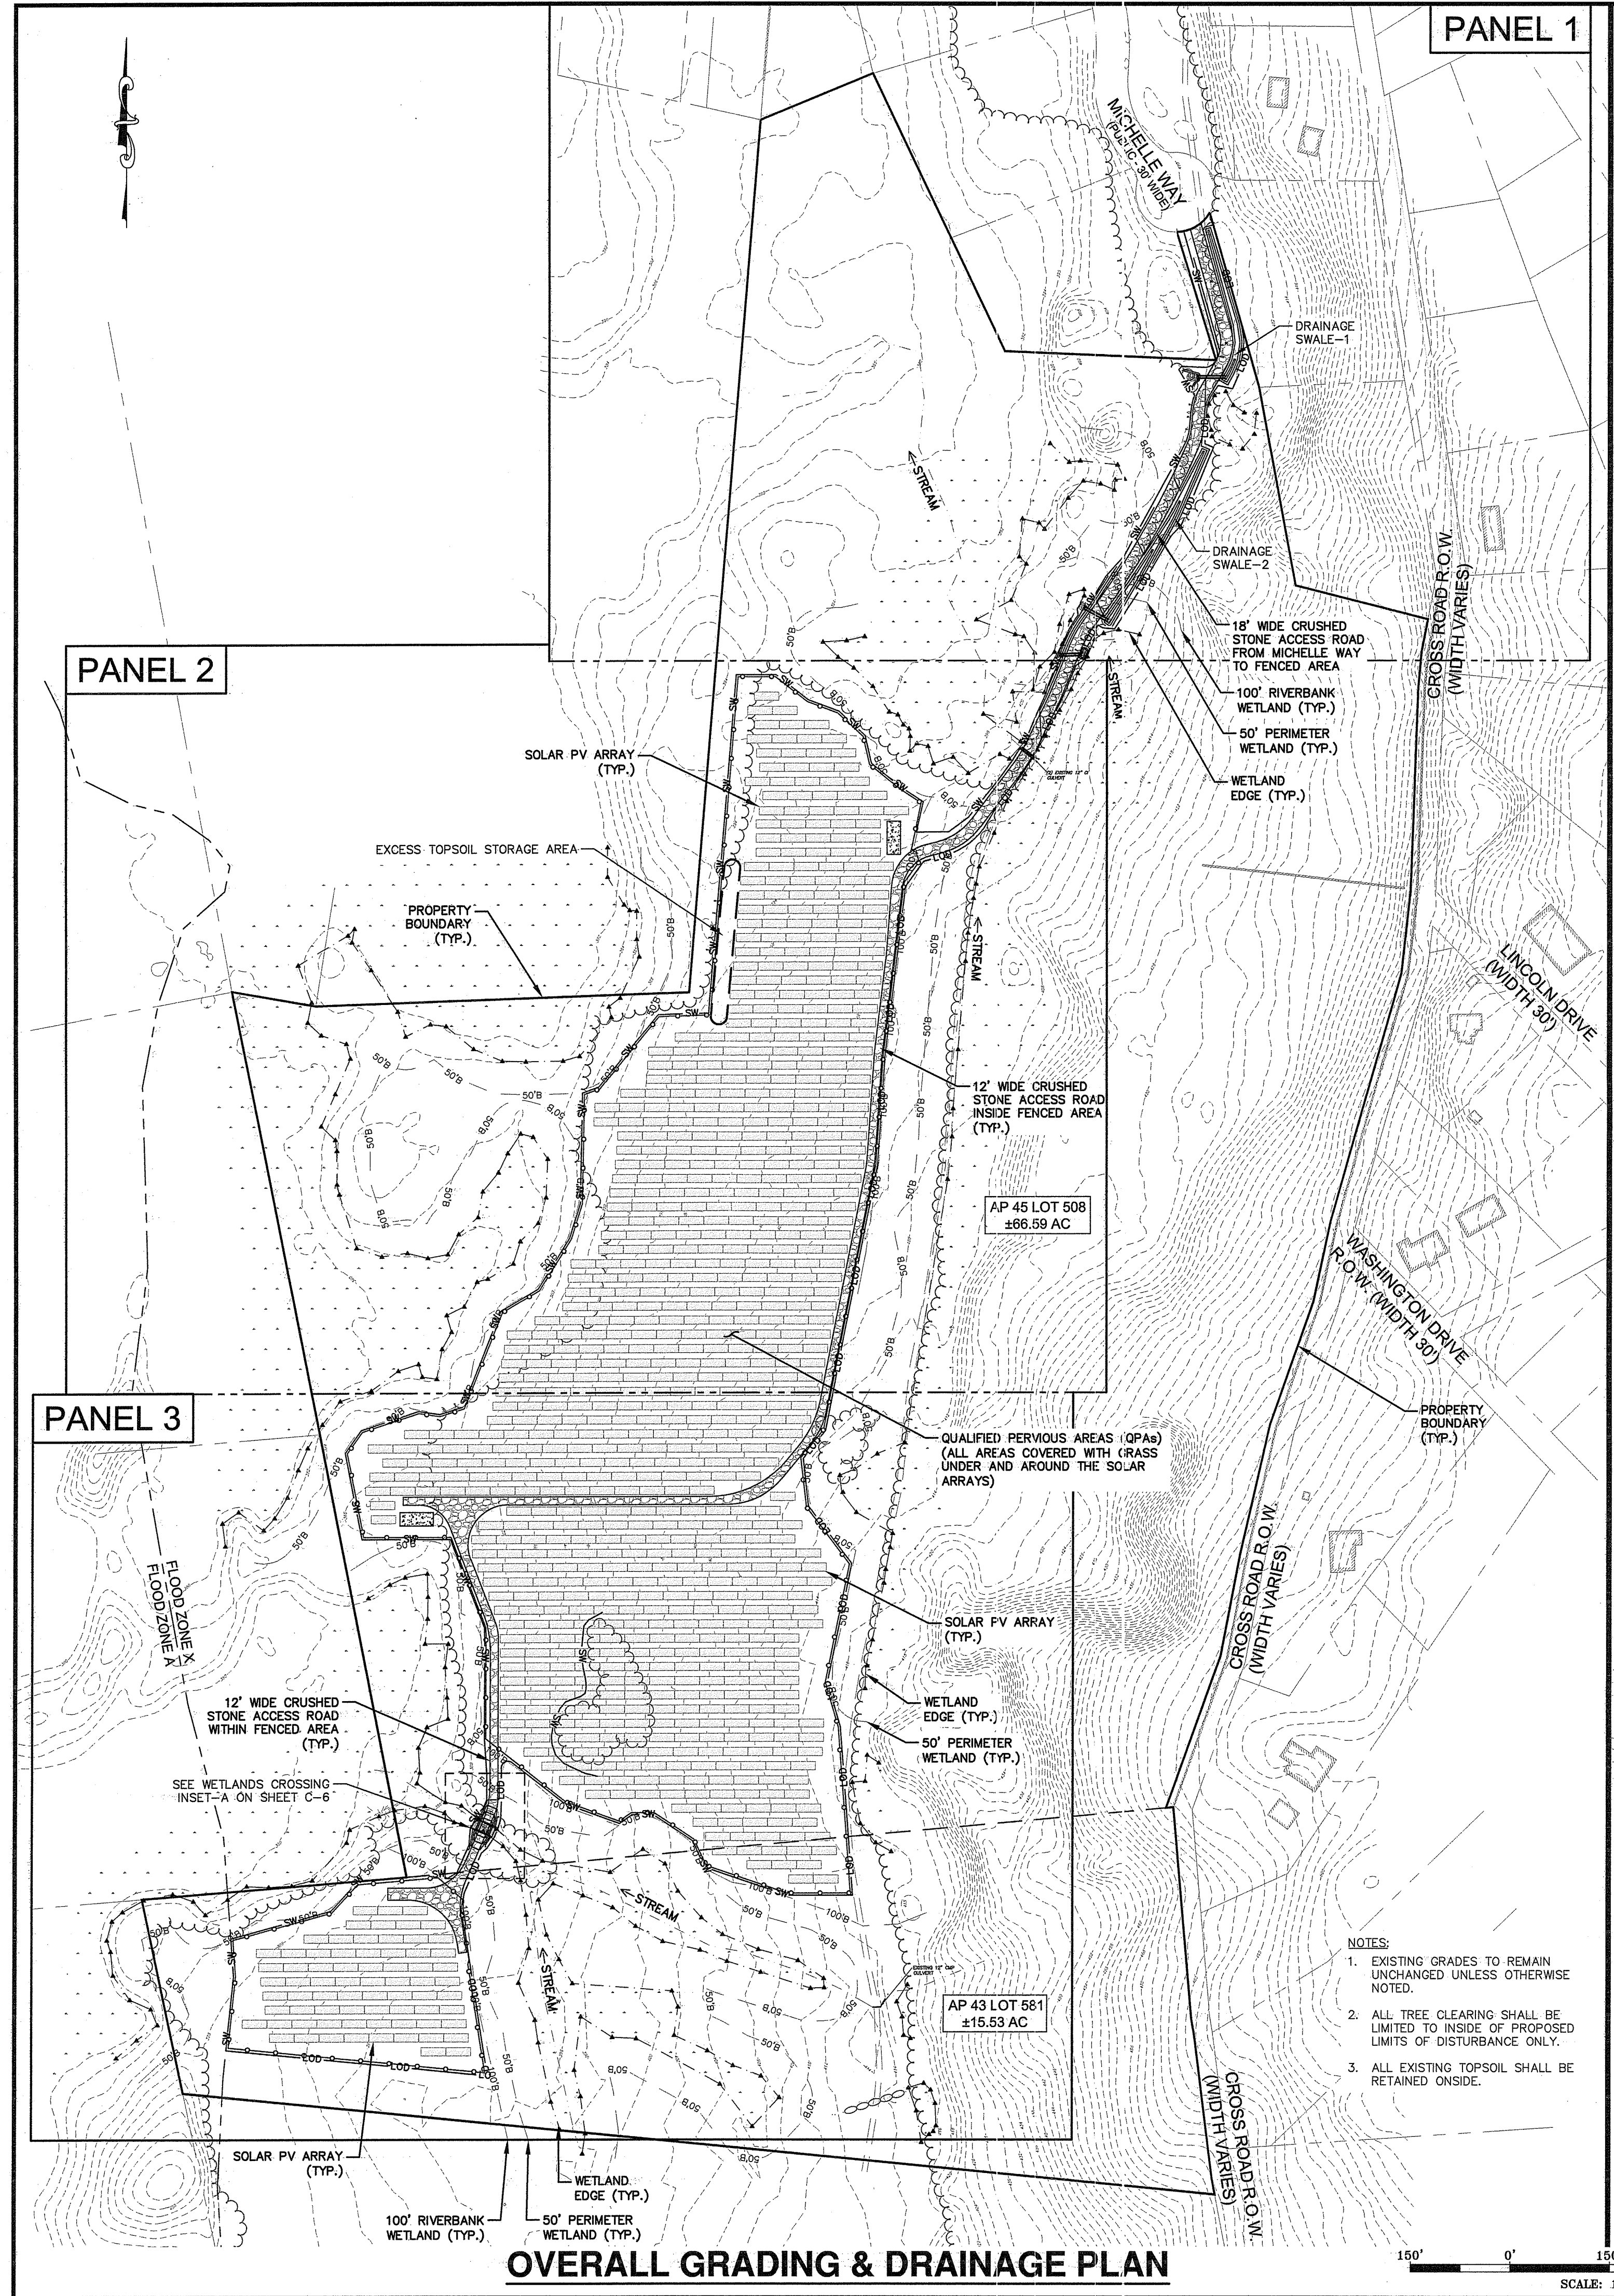 PANEL 1
MICHELLE WAY
(PUBLIC - 30' WIDE)
DRAINAGE
SWALE-1
STREAM
DRAINAGE
SWALE-2
18' WIDE CRUSHED
STONE ACCESS ROAD
FROM MICHELLE WAY
TO FENCED AREA
100' RIVERBANK
WETLAND (TYP.)
50' PERIMETER
WETLAND (TYP.)
WETLAND
EDGE (TYP.)
CROSS ROAD R.O.W.
(WIDTH VARIES)
STREAM
PANEL 2
SOLAR PV ARRAY
(TYP.)
EXCESS TOPSOIL STORAGE AREA
PROPERTY
BOUNDARY
(TYP.)
STREAM
LINCOLN DRIVE
(WIDTH 30')
12' WIDE CRUSHED
STONE ACCESS ROAD
INSIDE FENCED AREA
(TYP.)
AP 45 LOT 508
±66.59 AC
WASHINGTON DRIVE
R.O.W. (WIDTH 30')
PROPERTY
BOUNDARY
(TYP.)
PANEL 3
QUALIFIED PERVIOUS AREAS (QPAs)
(ALL AREAS COVERED WITH GRASS
UNDER AND AROUND THE SOLAR
ARRAYS)
FLOOD ZONE X
FLOOD ZONE A
SOLAR PV ARRAY
(TYP.)
CROSS ROAD R.O.W.
(WIDTH VARIES)
12' WIDE CRUSHED
STONE ACCESS ROAD
WITHIN FENCED AREA
(TYP.)
WETLAND
EDGE (TYP.)
50' PERIMETER
WETLAND (TYP.)
SEE WETLANDS CROSSING
INSET-A ON SHEET C-6
STREAM
STREAM
EXISTING 12" CMP
CULVERT
AP 43 LOT 581
±15.53 AC
NOTES:
1. EXISTING GRADES TO REMAIN
UNCHANGED UNLESS OTHERWISE
NOTED.
2. ALL TREE CLEARING SHALL BE
LIMITED TO INSIDE OF PROPOSED
LIMITS OF DISTURBANCE ONLY.
3. ALL EXISTING TOPSOIL SHALL BE
RETAINED ONSIDE.
CROSS ROAD R.O.W.
(WIDTH VARIES)
SOLAR PV ARRAY
(TYP.)
WETLAND
EDGE (TYP.)
100' RIVERBANK
WETLAND (TYP.)
50' PERIMETER
WETLAND (TYP.)
OVERALL GRADING & DRAINAGE PLAN
150' 0'
SCALE: